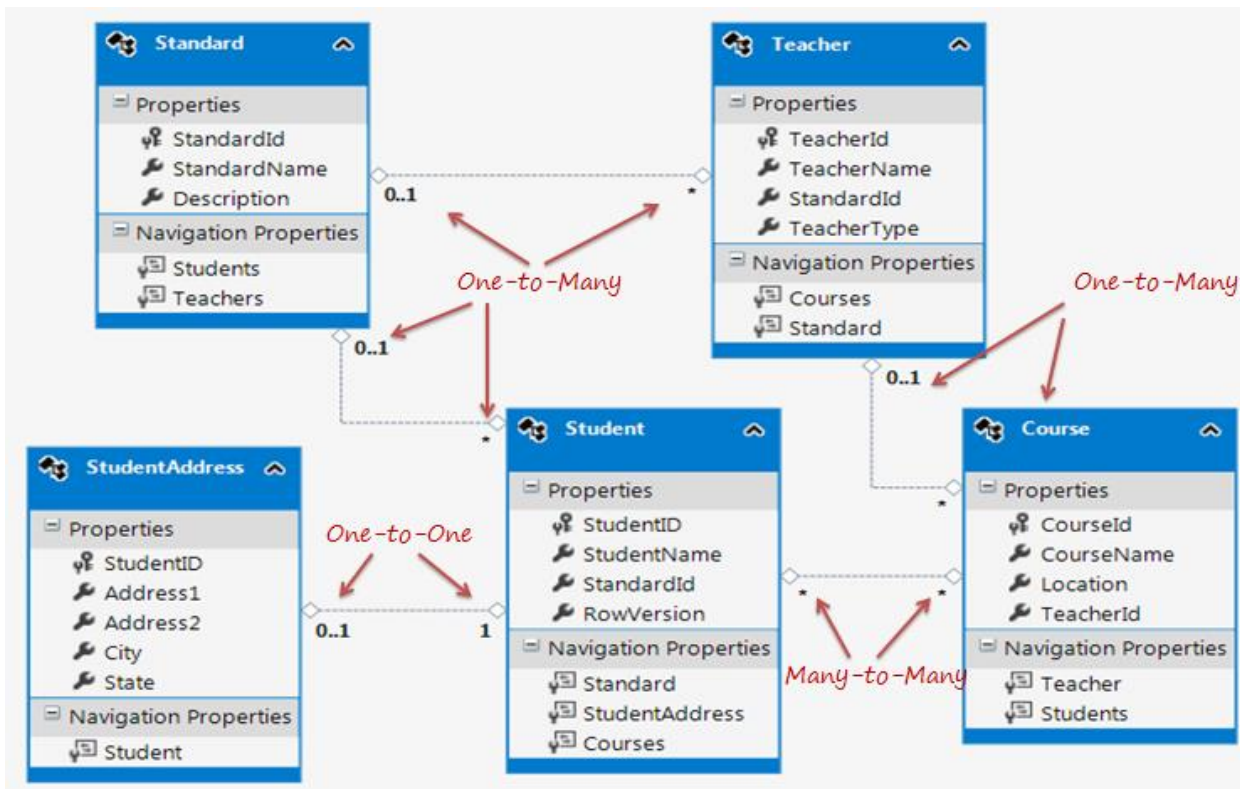 Standard
Properties
StandardId
StandardName
Description
Navigation Properties
Students
Teachers
Teacher
Properties
TeacherId
TeacherName
StandardId
TeacherType
Navigation Properties
Courses
Standard
0..1
*
One-to-Many
0..1
*
One-to-Many
0..1
*
StudentAddress
Properties
StudentID
Address1
Address2
City
State
Navigation Properties
Student
One-to-One
0..1
1
Student
Properties
StudentID
StudentName
StandardId
RowVersion
Navigation Properties
Standard
StudentAddress
Courses
*
*
Many-to-Many
Course
Properties
CourseId
CourseName
Location
TeacherId
Navigation Properties
Teacher
Students